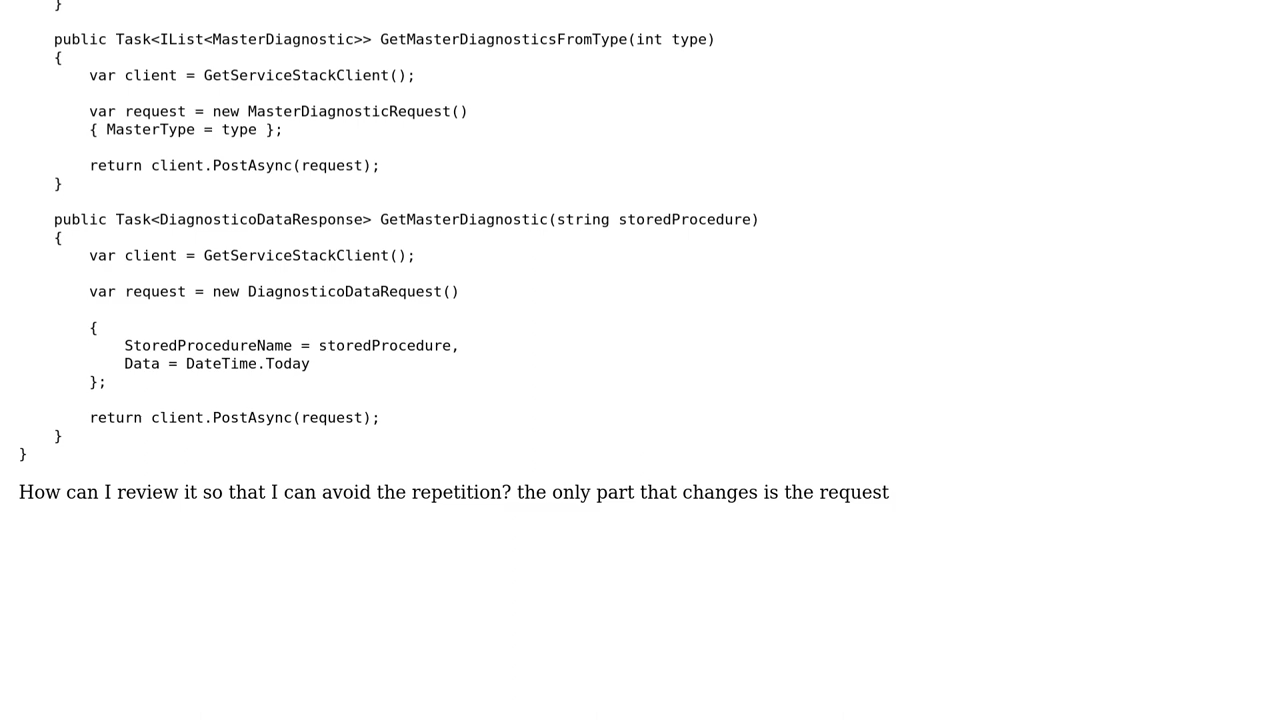 }
public Task<IList<MasterDiagnostic>> GetMasterDiagnosticsFromType(int type)
{
var client = GetServiceStackClient();
var request = new MasterDiagnosticRequest()
{ MasterType = type };
return client.PostAsync(request);
}
public Task<DiagnosticoDataResponse> GetMasterDiagnostic(string storedProcedure)
{
var client = GetServiceStackClient();
var request = new DiagnosticoDataRequest()
{
StoredProcedureName = storedProcedure,
Data = DateTime.Today
};
return client.PostAsync(request);
}
}
How can I review it so that I can avoid the repetition? the only part that changes is the request